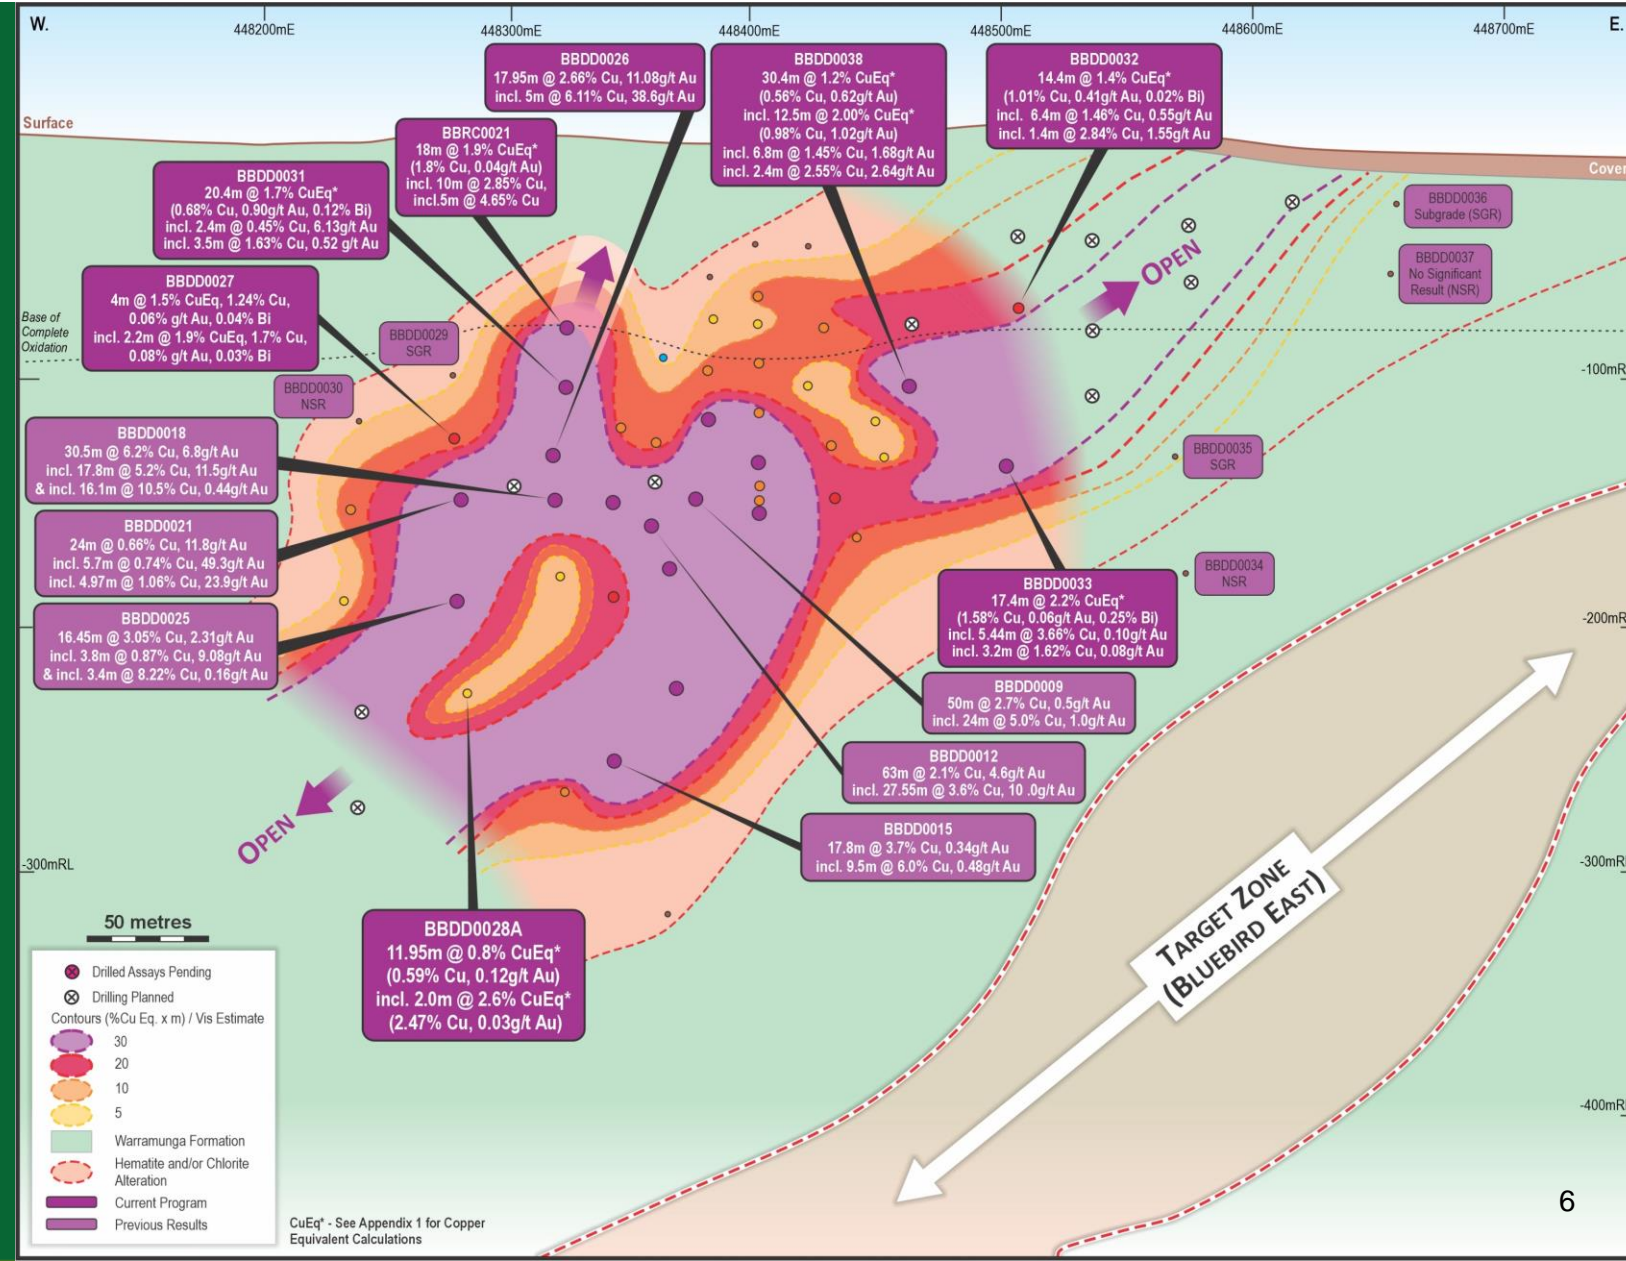 W.
448200mE
448300mE
448400mE
448500mE
448600mE
448700mE
E.
BBDD0026
17.95m @ 2.66% Cu, 11.08g/t Au
incl. 5m @ 6.11% Cu, 38.6g/t Au
BBDD0038
30.4m @ 1.2% CuEq*
(0.56% Cu, 0.62g/t Au)
incl. 12.5m @ 2.00% CuEq*
(0.98% Cu, 1.02g/t Au)
incl. 6.8m @ 1.45% Cu, 1.68g/t Au
incl. 2.4m @ 2.55% Cu, 2.64g/t Au
BBDD0032
14.4m @ 1.4% CuEq*
(1.01% Cu, 0.41g/t Au, 0.02% Bi)
incl. 6.4m @ 1.46% Cu, 0.55g/t Au
incl. 1.4m @ 2.84% Cu, 1.55g/t Au
Surface
BBRC0021
18m @ 1.9% CuEq*
(1.8% Cu, 0.04g/t Au)
incl. 10m @ 2.85% Cu,
incl.5m @ 4.65% Cu
Cover
BBDD0031
20.4m @ 1.7% CuEq*
(0.68% Cu, 0.90g/t Au, 0.12% Bi)
incl. 2.4m @ 0.45% Cu, 6.13g/t Au
incl. 3.5m @ 1.63% Cu, 0.52 g/t Au
BBDD0036
Subgrade (SGR)
BBDD0037
No Significant
Result (NSR)
OPEN
BBDD0027
4m @ 1.5% CuEq, 1.24% Cu,
0.06% g/t Au, 0.04% Bi
incl. 2.2m @ 1.9% CuEq, 1.7% Cu,
0.08% g/t Au, 0.03% Bi
Base of
Complete
Oxidation
BBDD0029
SGR
BBDD0030
NSR
-100mR
BBDD0018
30.5m @ 6.2% Cu, 6.8g/t Au
incl. 17.8m @ 5.2% Cu, 11.5g/t Au
& incl. 16.1m @ 10.5% Cu, 0.44g/t Au
BBDD0035
SGR
BBDD0021
24m @ 0.66% Cu, 11.8g/t Au
incl. 5.7m @ 0.74% Cu, 49.3g/t Au
incl. 4.97m @ 1.06% Cu, 23.9g/t Au
BBDD0034
NSR
BBDD0033
17.4m @ 2.2% CuEq*
(1.58% Cu, 0.06g/t Au, 0.25% Bi)
incl. 5.44m @ 3.66% Cu, 0.10g/t Au
incl. 3.2m @ 1.62% Cu, 0.08g/t Au
BBDD0025
16.45m @ 3.05% Cu, 2.31g/t Au
incl. 3.8m @ 0.87% Cu, 9.08g/t Au
& incl. 3.4m @ 8.22% Cu, 0.16g/t Au
-200mR
BBDD0009
50m @ 2.7% Cu, 0.5g/t Au
incl. 24m @ 5.0% Cu, 1.0g/t Au
BBDD0012
63m @ 2.1% Cu, 4.6g/t Au
incl. 27.55m @ 3.6% Cu, 10 .0g/t Au
BBDD0015
17.8m @ 3.7% Cu, 0.34g/t Au
incl. 9.5m @ 6.0% Cu, 0.48g/t Au
OPEN
-300mRL
-300mR
TARGET ZONE
(BLUEBIRD EAST)
BBDD0028A
11.95m @ 0.8% CuEq*
(0.59% Cu, 0.12g/t Au)
incl. 2.0m @ 2.6% CuEq*
(2.47% Cu, 0.03g/t Au)
50 metres
Drilled Assays Pending
Drilling Planned
Contours (%Cu Eq. x m) / Vis Estimate
30
20
10
5
Warramunga Formation
Hematite and/or Chlorite
Alteration
Current Program
Previous Results
CuEq* - See Appendix 1 for Copper
Equivalent Calculations
-400mR
6